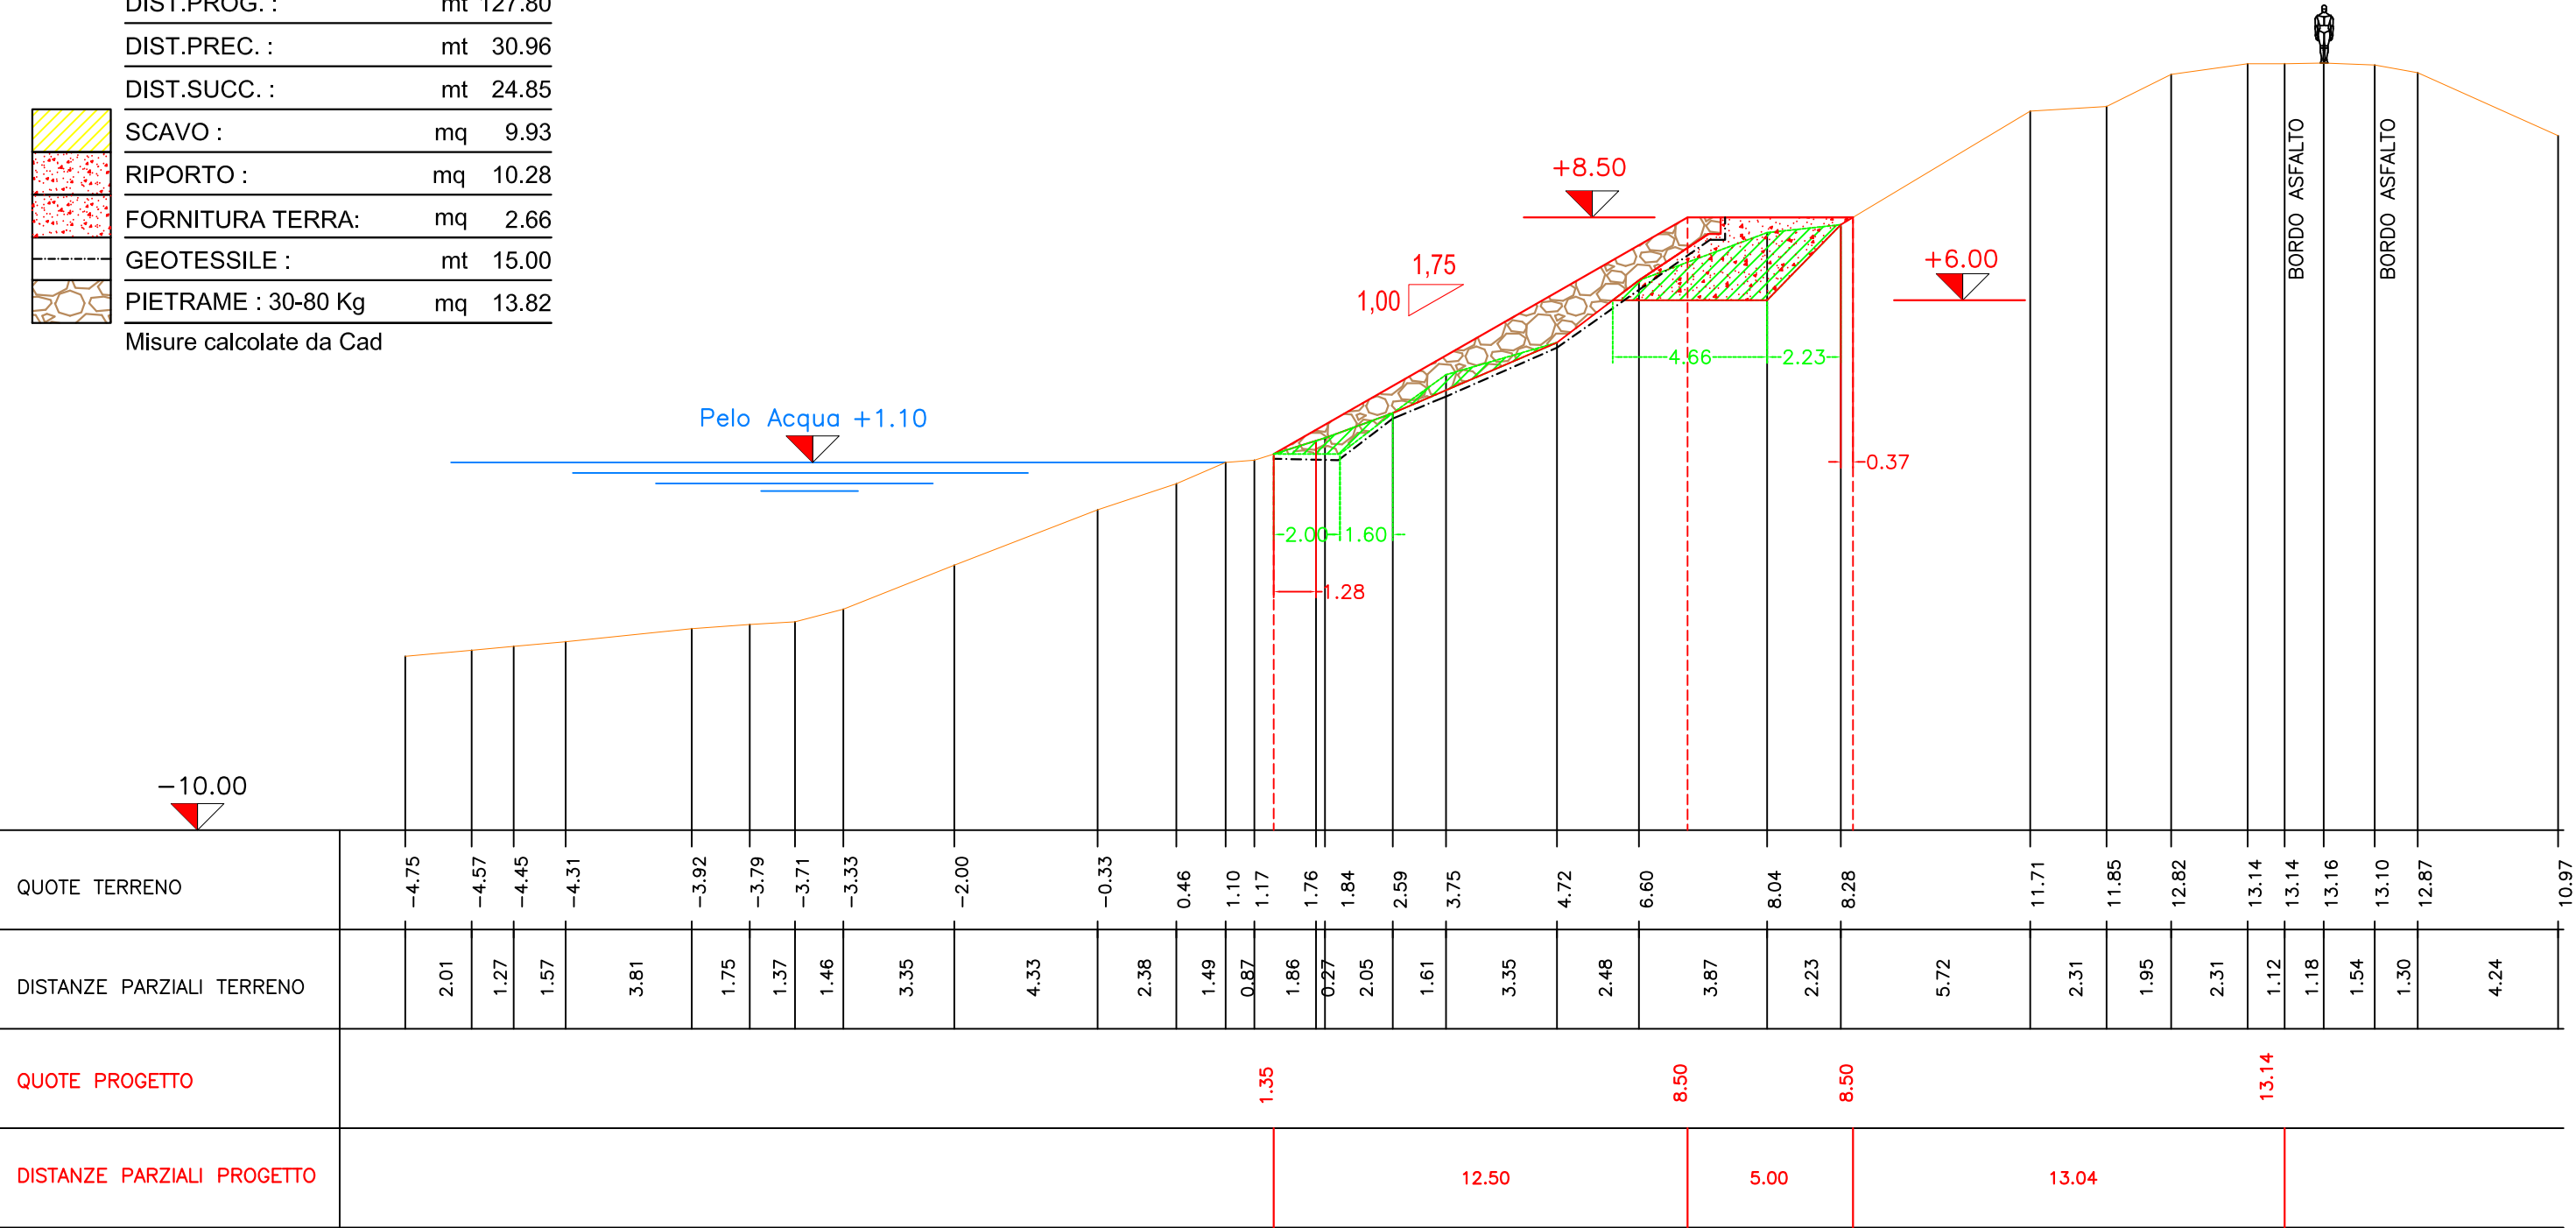 DIST.PROG. : mt 127.80
DIST.PREC. : mt 30.96
DIST.SUCC. : mt 24.85
SCAVO : mq 9.93
RIPORTO : mq 10.28
FORNITURA TERRA: mq 2.66
GEOTESSILE : mt 15.00
PIETRAME : 30-80 Kg mq 13.82
Misure calcolate da Cad
+8.50
+6.00
1,75
1,00
4.66 2.23
Pelo Acqua +1.10
0.37
2.00 1.60
1.28
BORDO ASFALTO
BORDO ASFALTO
-10.00
QUOTE TERRENO -4.75 -4.57 -4.45 -4.31 -3.92 -3.79 -3.71 -3.33 -2.00 -0.33 0.46 1.10 1.17 1.76 1.84 2.59 3.75 4.72 6.60 8.04 8.28 11.71 11.85 12.82 13.14 13.14 13.16 13.10 12.87 10.97
DISTANZE PARZIALI TERRENO 2.01 1.27 1.57 3.81 1.75 1.37 1.46 3.35 4.33 2.38 1.49 0.87 1.86 0.27 2.05 1.61 3.35 2.48 3.87 2.23 5.72 2.31 1.95 2.31 1.12 1.18 1.54 1.30 4.24
QUOTE PROGETTO 1.35 8.50 8.50 13.14
DISTANZE PARZIALI PROGETTO 12.50 5.00 13.04